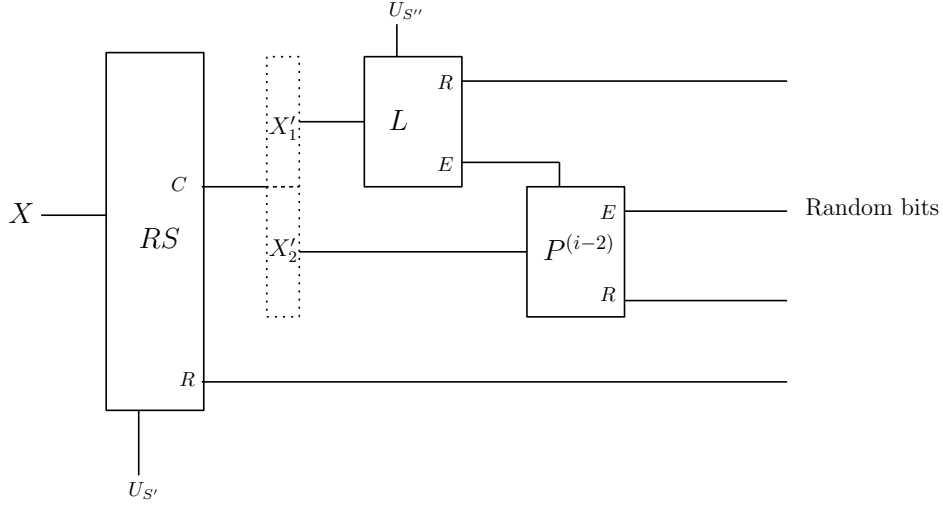 U_{S''}
R
X'_1
L
E
C
X
RS
X'_2
E
P^{(i-2)}
R
Random bits
R
U_{S'}